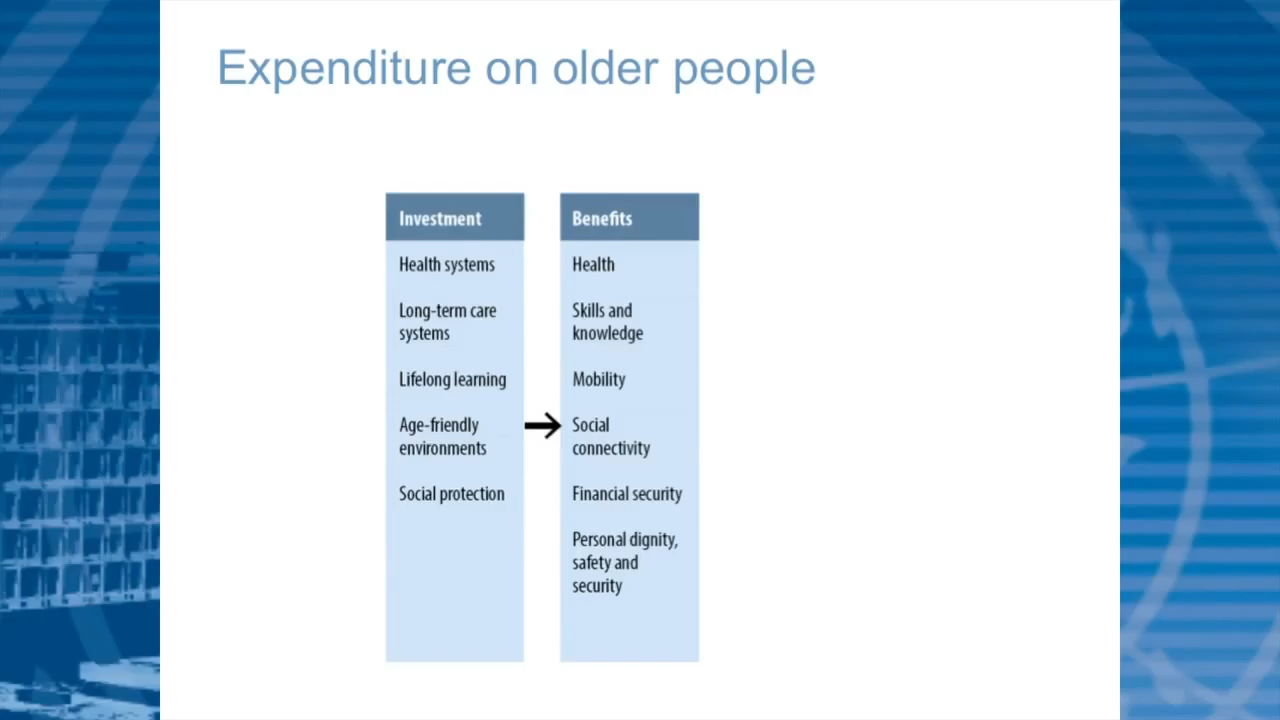 Expenditure on older people
Investment
Health systems
Long-term care
systems
Lifelong learning
Age-friendly
environments
Social protection
Benefits
Health
Skills and
knowledge
Mobility
Social
connectivity
Financial security
Personal dignity,
safety and
security